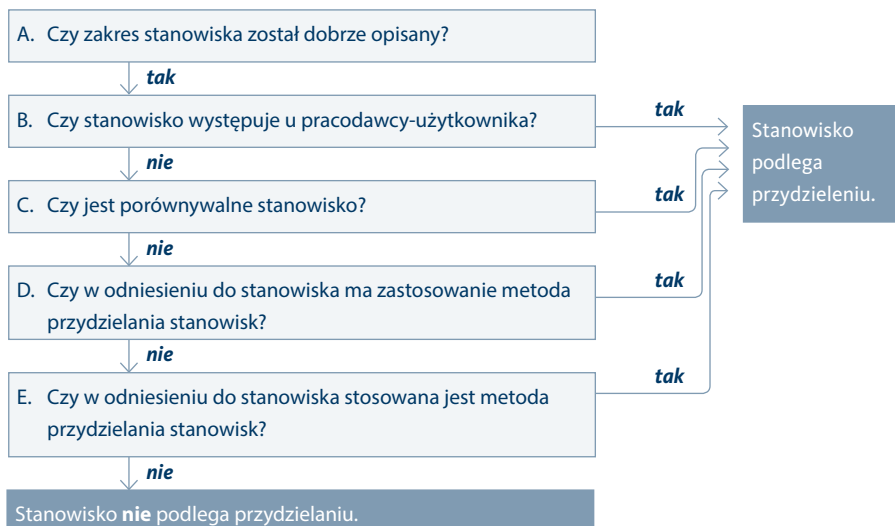 A. Czy zakres stanowiska został dobrze opisany?
tak
B. Czy stanowisko występuje u pracodawcy-użytkownika?
tak
nie
C. Czy jest porównywalne stanowisko?
tak
nie
D. Czy w odniesieniu do stanowiska ma zastosowanie metoda
przydzielania stanowisk?
tak
nie
E. Czy w odniesieniu do stanowiska stosowana jest metoda
przydzielania stanowisk?
tak
nie
Stanowisko nie podlega przydzielaniu.
Stanowisko
podlega
przydzieleniu.